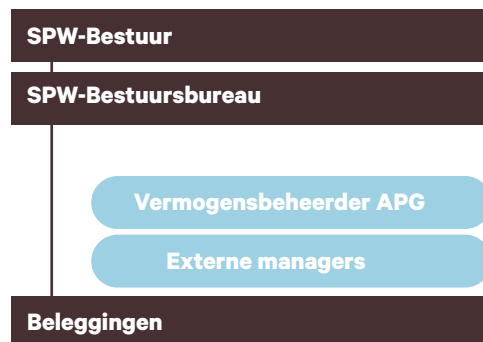 SPW-Bestuur
SPW-Bestuursbureau
Vermogensbeheerder APG
Externe managers
Beleggingen